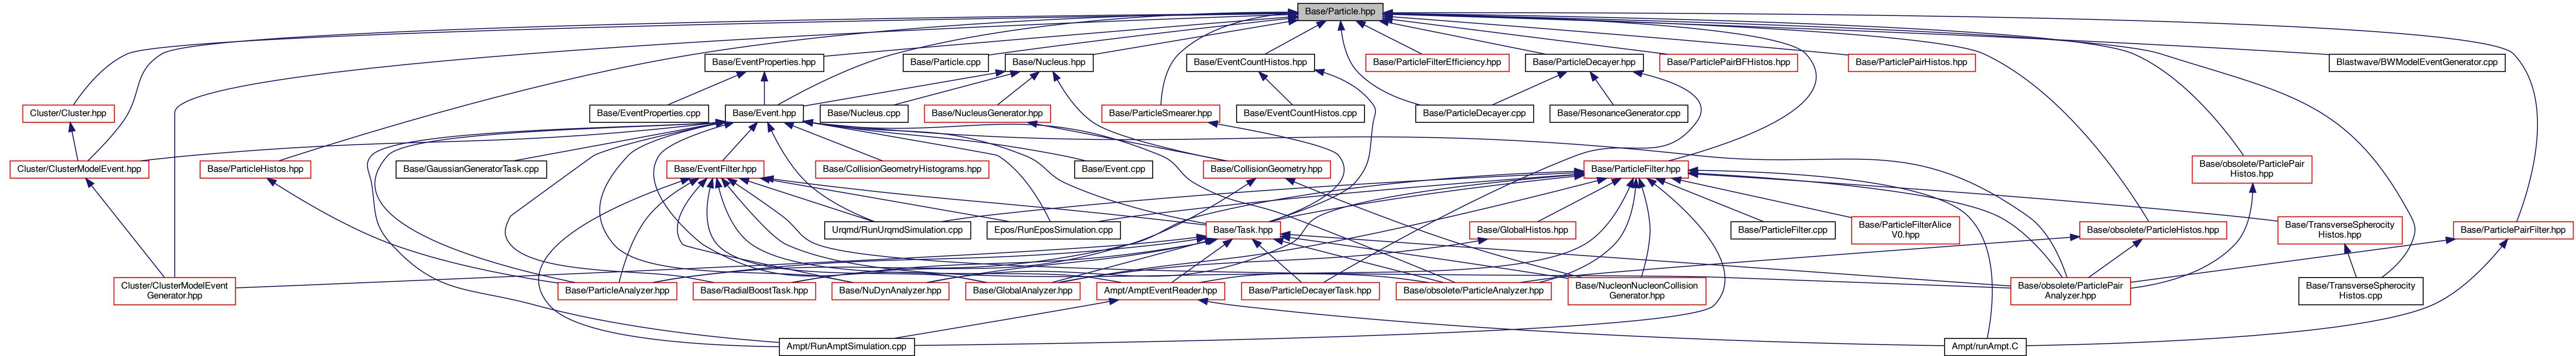 Base/Particle.hpp
Base/EventProperties.hpp
Base/Particle.cpp
Base/Nucleus.hpp
Base/EventCountHistos.hpp
Base/ParticleFilterEfficiency.hpp
Base/ParticleDecayer.hpp
Base/ParticlePairBFHistos.hpp
Base/ParticlePairHistos.hpp
Blastwave/BWModelEventGenerator.cpp
Cluster/Cluster.hpp
Base/EventProperties.cpp
Base/Event.hpp
Base/Nucleus.cpp
Base/NucleusGenerator.hpp
Base/ParticleSmearer.hpp
Base/EventCountHistos.cpp
Base/ParticleDecayer.cpp
Base/ResonanceGenerator.cpp
Cluster/ClusterModelEvent.hpp
Base/ParticleHistos.hpp
Base/GaussianGeneratorTask.cpp
Base/EventFilter.hpp
Base/CollisionGeometryHistograms.hpp
Base/Event.cpp
Base/CollisionGeometry.hpp
Base/ParticleFilter.hpp
Base/obsolete/ParticlePair
Histos.hpp
Urqmd/RunUrqmdSimulation.cpp
Epos/RunEposSimulation.cpp
Base/Task.hpp
Base/GlobalHistos.hpp
Base/ParticleFilter.cpp
Base/ParticleFilterAlice
V0.hpp
Base/obsolete/ParticleHistos.hpp
Base/TransverseSpherocity
Histos.hpp
Base/ParticlePairFilter.hpp
Cluster/ClusterModelEvent
Generator.hpp
Base/ParticleAnalyzer.hpp
Base/RadialBoostTask.hpp
Base/NuDynAnalyzer.hpp
Base/GlobalAnalyzer.hpp
Ampt/AmptEventReader.hpp
Base/ParticleDecayerTask.hpp
Base/obsolete/ParticleAnalyzer.hpp
Base/NucleonNucleonCollision
Generator.hpp
Base/obsolete/ParticlePair
Analyzer.hpp
Base/TransverseSpherocity
Histos.cpp
Ampt/RunAmptSimulation.cpp
Ampt/runAmpt.C